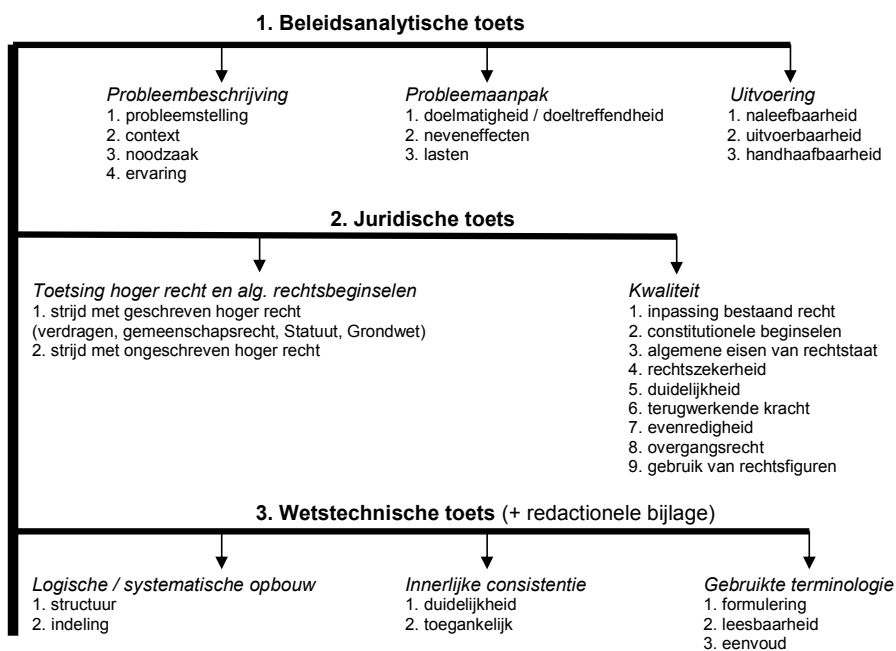 1. Beleidsanalytische toets
Probleembeschrijving
1. probleemstelling
2. context
3. noodzaak
4. ervaring
Probleemaanpak
1. doelmatigheid / doeltreffendheid
2. neveneffecten
3. lasten
Uitvoering
1. naleefbaarheid
2. uitvoerbaarheid
3. handhaafbaarheid
2. Juridische toets
Toetsing hoger recht en alg. rechtsbeginselen
1. strijd met geschreven hoger recht
(verdragen, gemeenschapsrecht, Statuut, Grondwet)
2. strijd met ongeschreven hoger recht
Kwaliteit
1. inpassing bestaand recht
2. constitutionele beginselen
3. algemene eisen van rechtstaat
4. rechtszekerheid
5. duidelijkheid
6. terugwerkende kracht
7. evenredigheid
8. overgangsrecht
9. gebruik van rechtsfiguren
3. Wetstechnische toets (+ redactionele bijlage)
Logische / systematische opbouw
1. structuur
2. indeling
Innerlijke consistentie
1. duidelijkheid
2. toegankelijk
Gebruikte terminologie
1. formulering
2. leesbaarheid
3. eenvoud